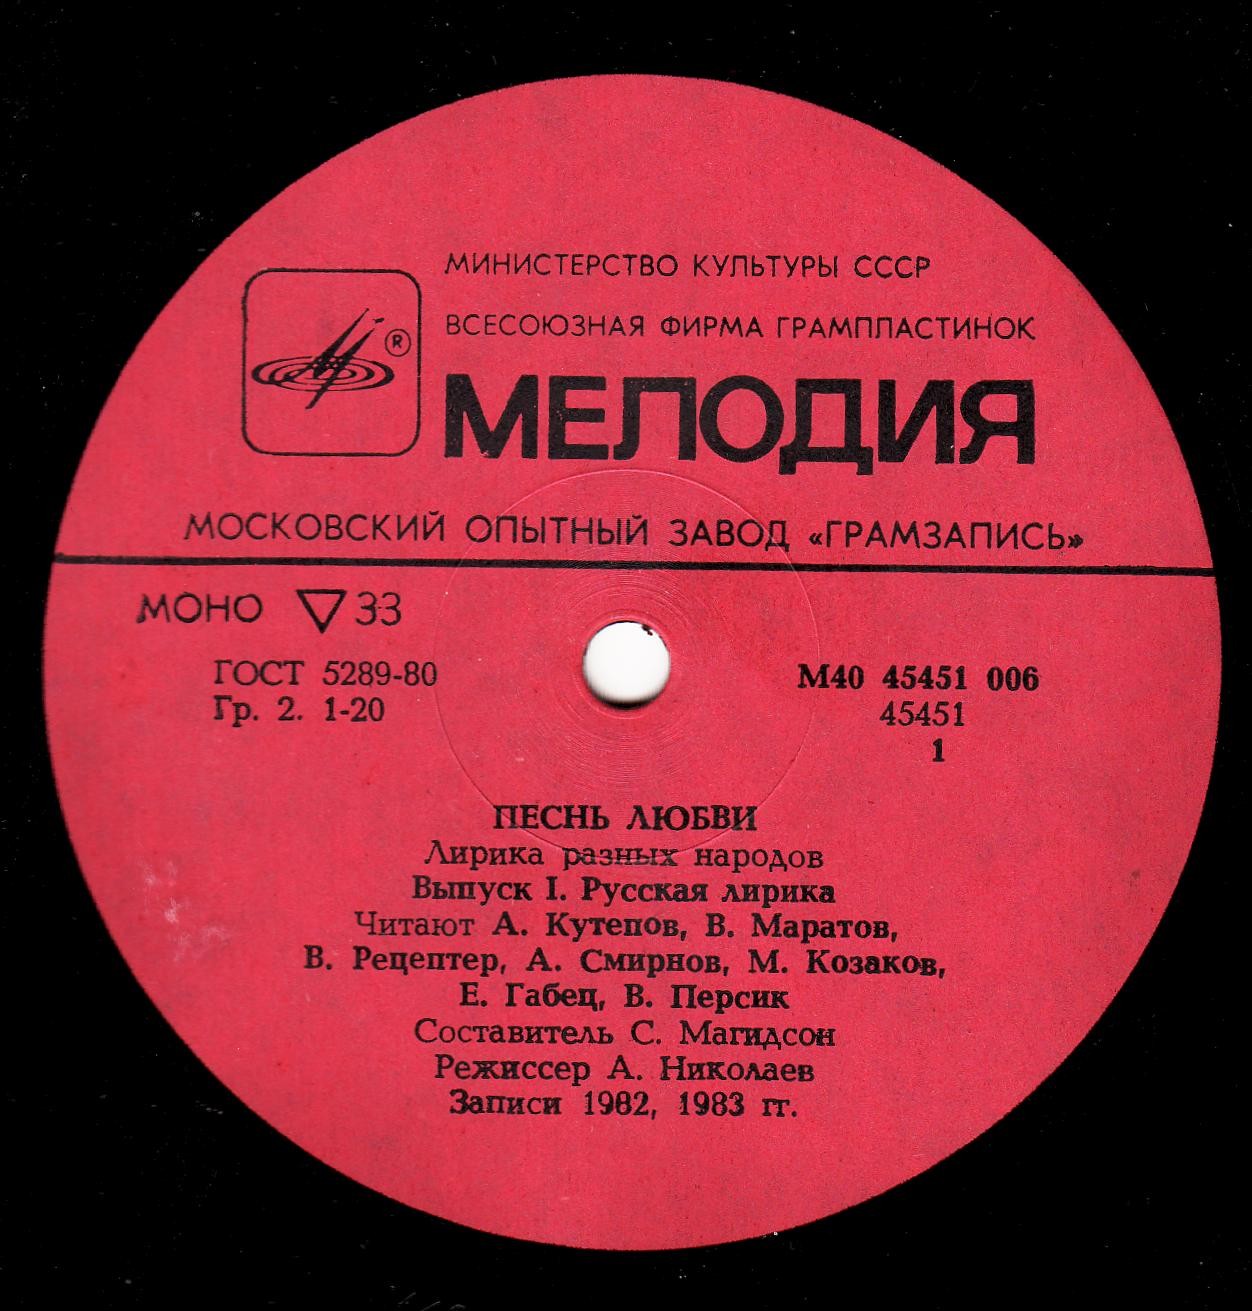 МИНИСТЕРСТВО КУЛЬТУРЫ СССР
ВСЕСОЮЗНАЯ ФИРМА ГРАМПЛАСТИНОК
®
МЕЛОДИЯ
МОСКОВСКИЙ ОПЫТНЫЙ ЗАВОД «ГРАМЗАПИСЬ»
МОНО ▽ 33
ГОСТ 5289-80
Гр. 2. 1-20
М40 45451 006
45451
1
ПЕСНЬ ЛЮБВИ
Лирика разных народов
Выпуск I. Русская лирика
Читают А. Кутепов, В. Маратов,
В. Рецептер, А. Смирнов, М. Козаков,
Е. Габец, В. Персик
Составитель С. Магидсон
Режиссер А. Николаев
Записи 1982, 1983 гг.